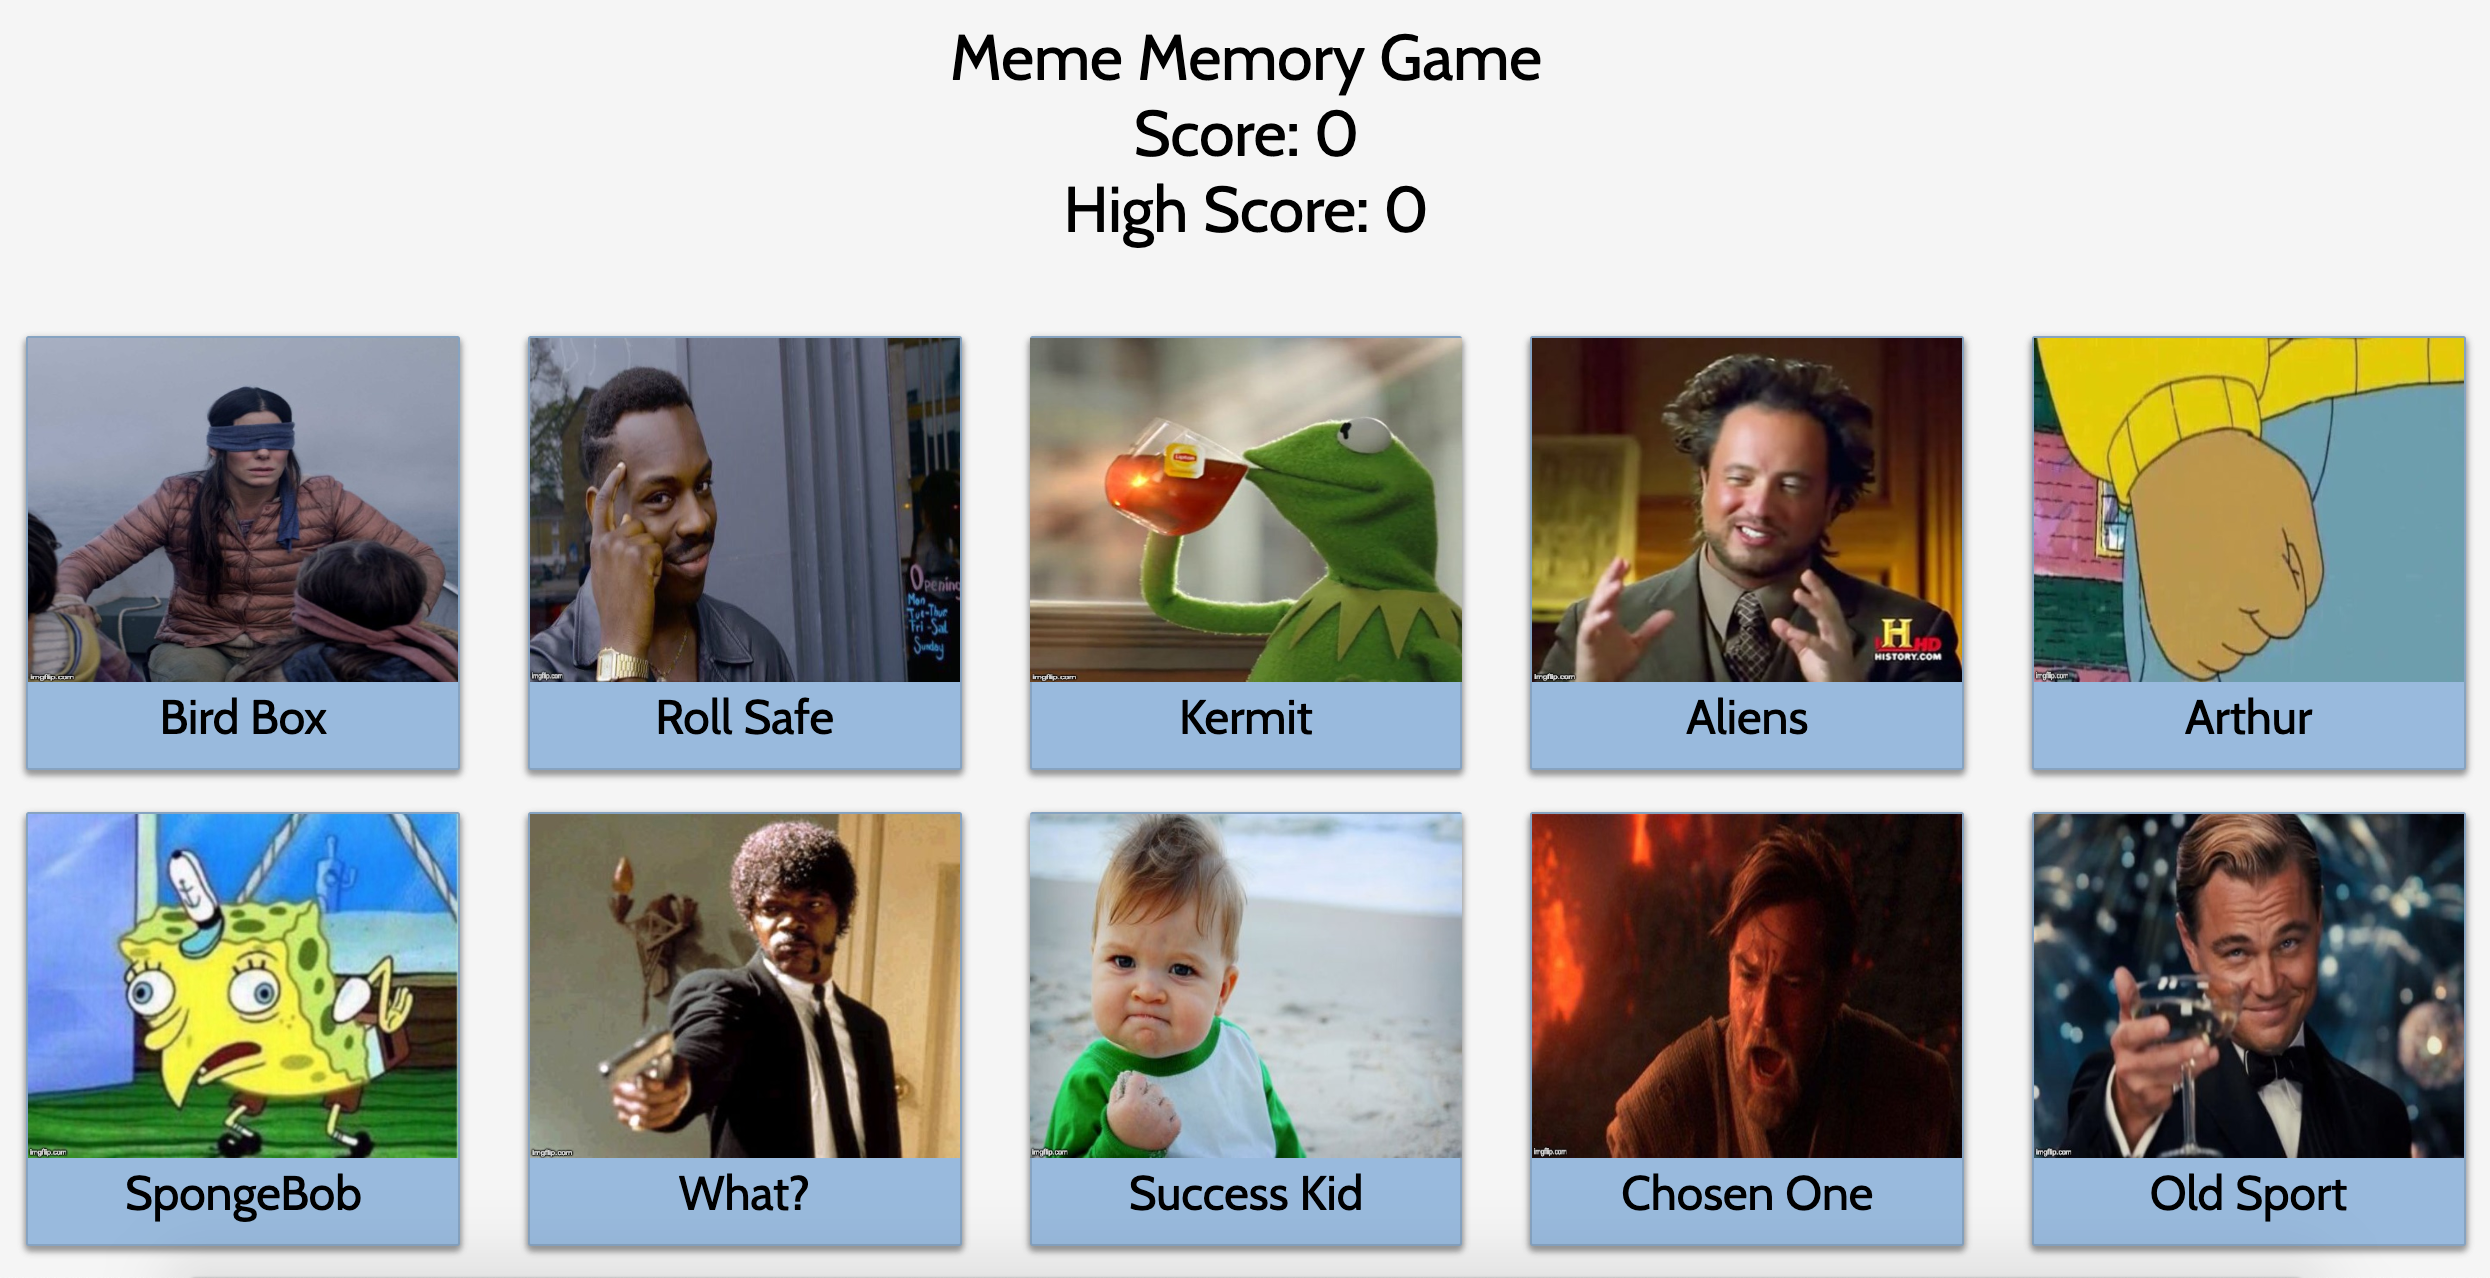 Meme Memory Game
Score: 0
High Score: 0
Opening
Mon
Tue-Thur
Fri-Sat
Sunday
Lipton
H HD
HISTORY.COM
imgflip.com
imgflip.com
imgflip.com
imgflip.com
imgflip.com
Bird Box
Roll Safe
Kermit
Aliens
Arthur
imgflip.com
imgflip.com
imgflip.com
imgflip.com
imgflip.com
SpongeBob
What?
Success Kid
Chosen One
Old Sport